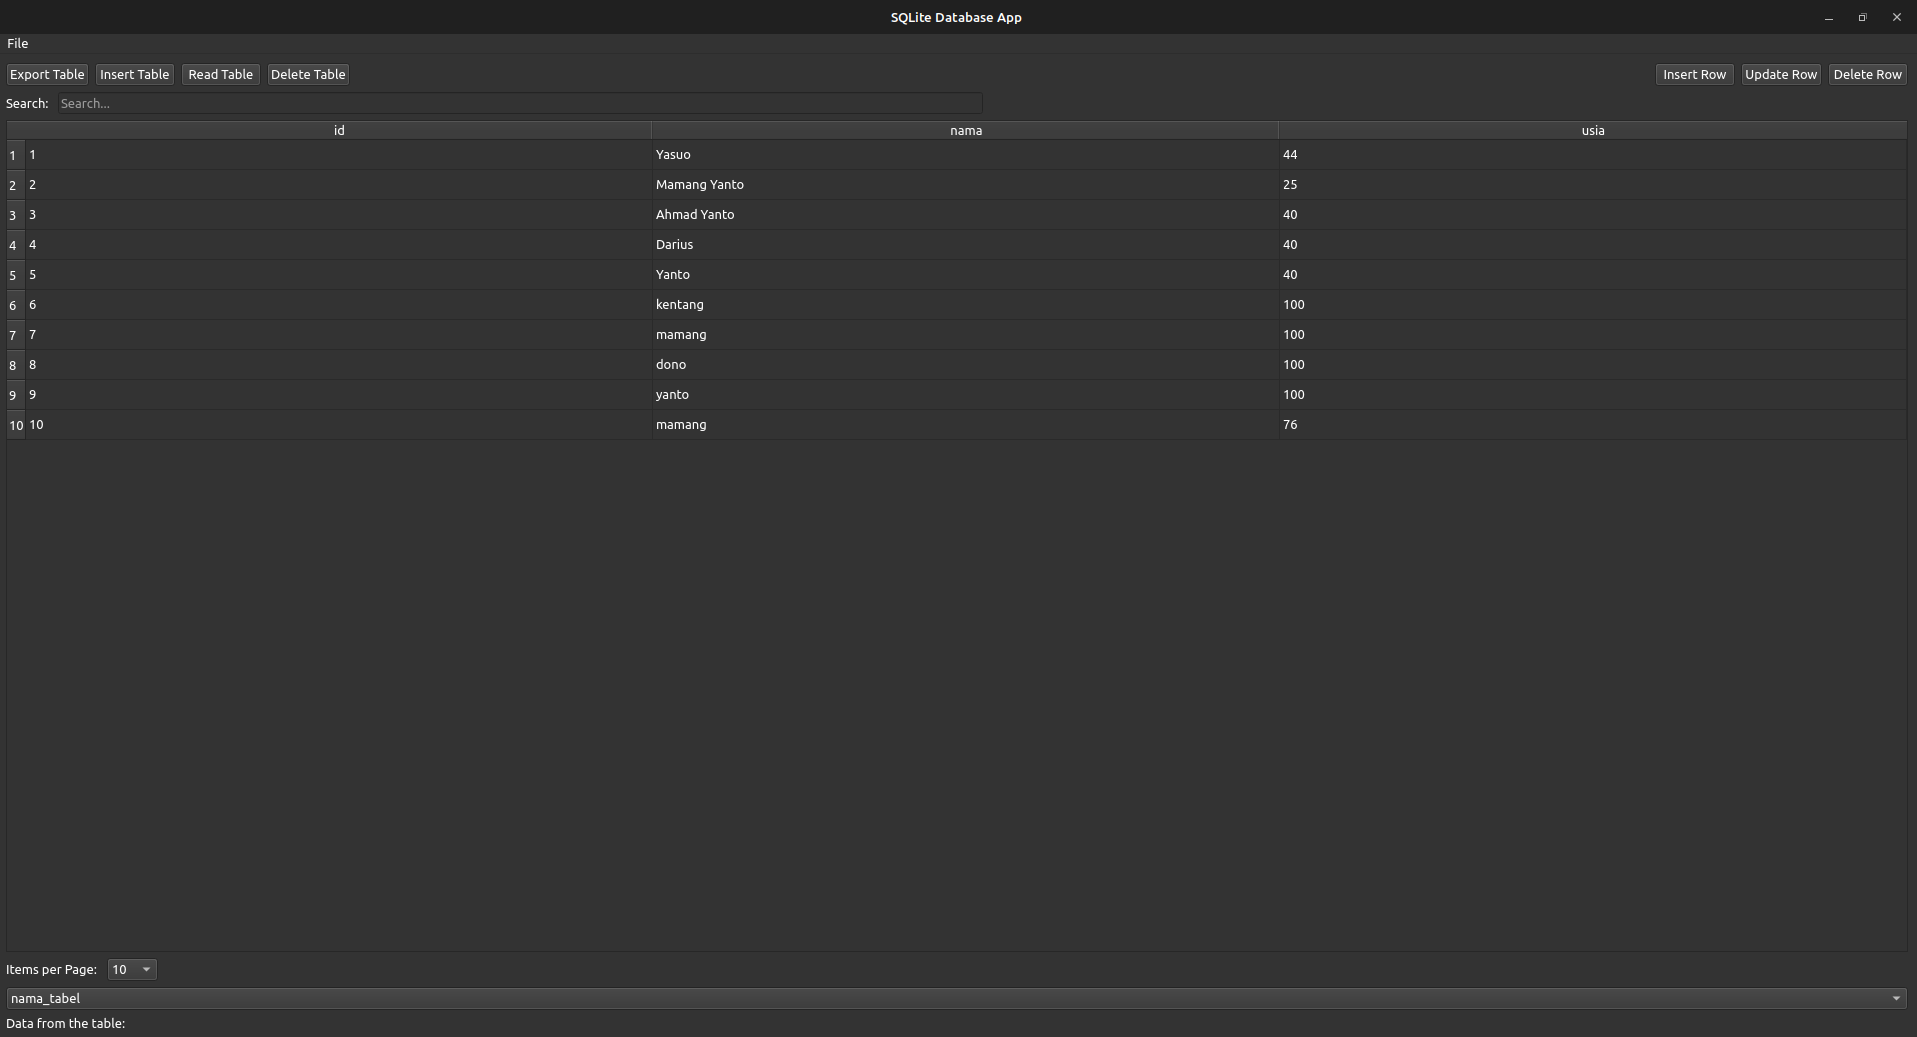 SQLite Database App
File
Export Table Insert Table Read Table Delete Table Insert Row Update Row Delete Row
Search: Search...
id nama usia
1 1 Yasuo 44
2 2 Mamang Yanto 25
3 3 Ahmad Yanto 40
4 4 Darius 40
5 5 Yanto 40
6 6 kentang 100
7 7 mamang 100
8 8 dono 100
9 9 yanto 100
10 10 mamang 76
Items per Page: 10
nama_tabel
Data from the table: